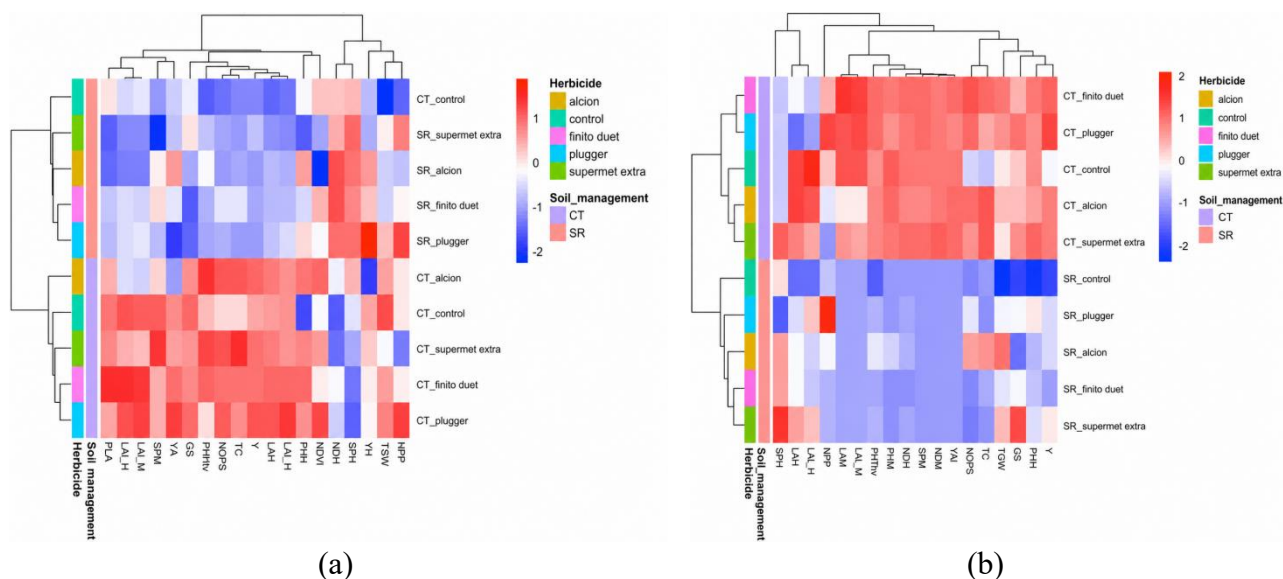 CT_control
SR_supermet extra
SR_alcion
SR_finito duet
SR_plugger
CT_alcion
CT_control
CT_supermet extra
CT_finito duet
CT_plugger
Herbicide
Soil_management
PLA
LAI_H
LAI_M
SPM
YA
GS
PHHtv
NOPS
TC
Y
LAH
LAI_H
PHH
NDVI
NDH
SPH
YH
TSW
NPP
1
0
-1
-2
Herbicide
alcion
control
finito duet
plugger
supermet extra
Soil_management
CT
SR
(a)
CT_finito duet
CT_plugger
CT_control
CT_alcion
CT_supermet extra
SR_control
SR_plugger
SR_alcion
SR_finito duet
SR_supermet extra
Herbicide
Soil_management
SPH
LAH
LAI_H
NPP
LAM
LAI_M
PHThv
PHM
NDH
SPM
NDM
YAI
NOPS
TC
TGW
GS
PHH
Y
2
1
0
-1
-2
Herbicide
alcion
control
finito duet
plugger
supermet extra
Soil_management
CT
SR
(b)